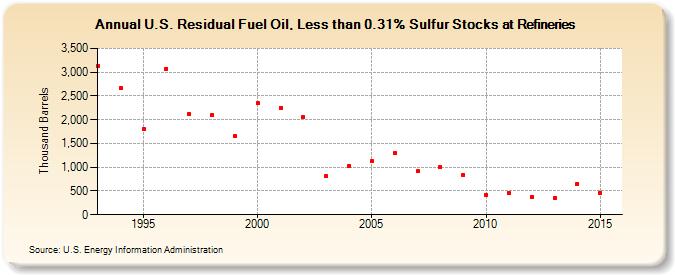 Annual U.S. Residual Fuel Oil, Less than 0.31% Sulfur Stocks at Refineries
Thousand Barrels
3,500
3,000
2,500
2,000
1,500
1,000
500
0
1995 2000 2005 2010 2015
Source: U.S. Energy Information Administration